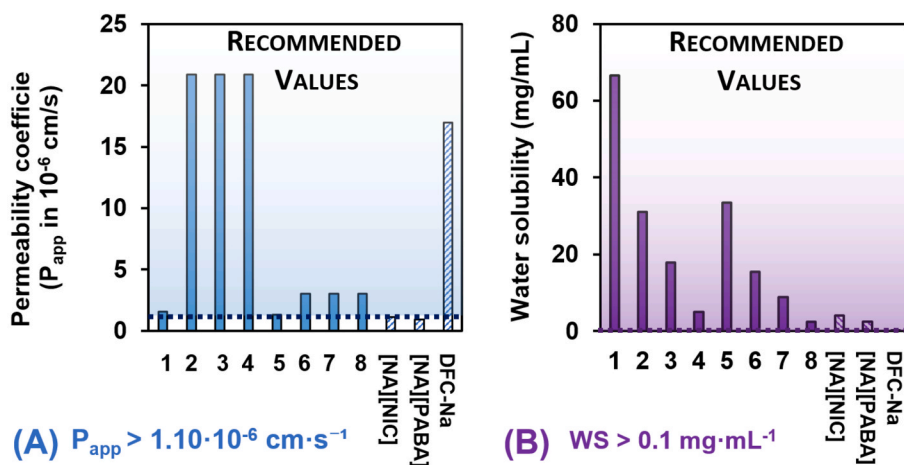 Permeability coefficie
(Papp in 10⁻⁶ cm/s)
25
20
15
10
5
0
RECOMMENDED
VALUES
1
2
3
4
5
6
7
8
[NA][NIC]
[NA][PABA]
DFC-Na
(A) Papp > 1.10·10⁻⁶ cm·s⁻¹
Water solubility (mg/mL)
80
60
40
20
0
RECOMMENDED
VALUES
1
2
3
4
5
6
7
8
[NA][NIC]
[NA][PABA]
DFC-Na
(B) WS > 0.1 mg·mL⁻¹